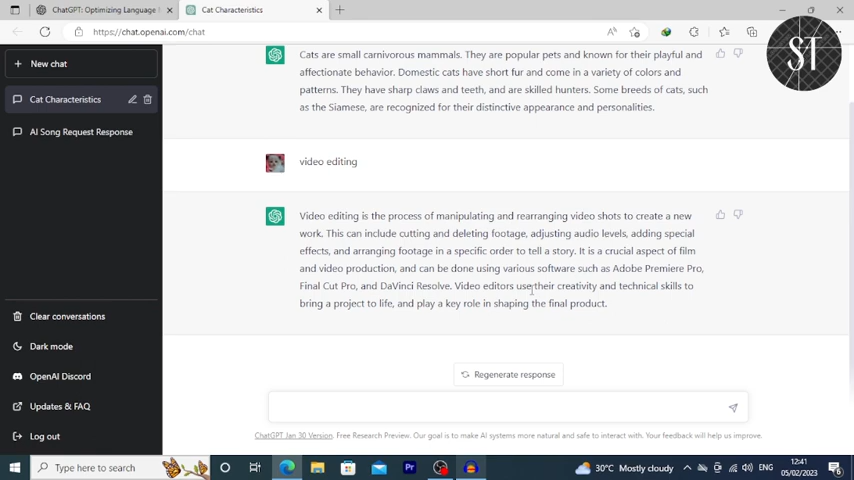 ChatGPT: Optimizing Language
Cat Characteristics
https://chat.openai.com/chat
ST
New chat
Cat Characteristics
AI Song Request Response
Cats are small carnivorous mammals. They are popular pets and known for their playful and
affectionate behavior. Domestic cats have short fur and come in a variety of colors and
patterns. They have sharp claws and teeth, and are skilled hunters. Some breeds of cats, such
as the Siamese, are recognized for their distinctive appearance and personalities.
video editing
Video editing is the process of manipulating and rearranging video shots to create a new
work. This can include cutting and deleting footage, adjusting audio levels, adding special
effects, and arranging footage in a specific order to tell a story. It is a crucial aspect of film
and video production, and can be done using various software such as Adobe Premiere Pro,
Final Cut Pro, and DaVinci Resolve. Video editors use their creativity and technical skills to
bring a project to life, and play a key role in shaping the final product.
Clear conversations
Dark mode
OpenAI Discord
Updates & FAQ
Log out
Regenerate response
ChatGPT Jan 30 Version. Free Research Preview. Our goal is to make AI systems more natural and safe to interact with. Your feedback will help us improve.
Type here to search
Pr
30°C Mostly cloudy
ENG
12:41
05/02/2023
6